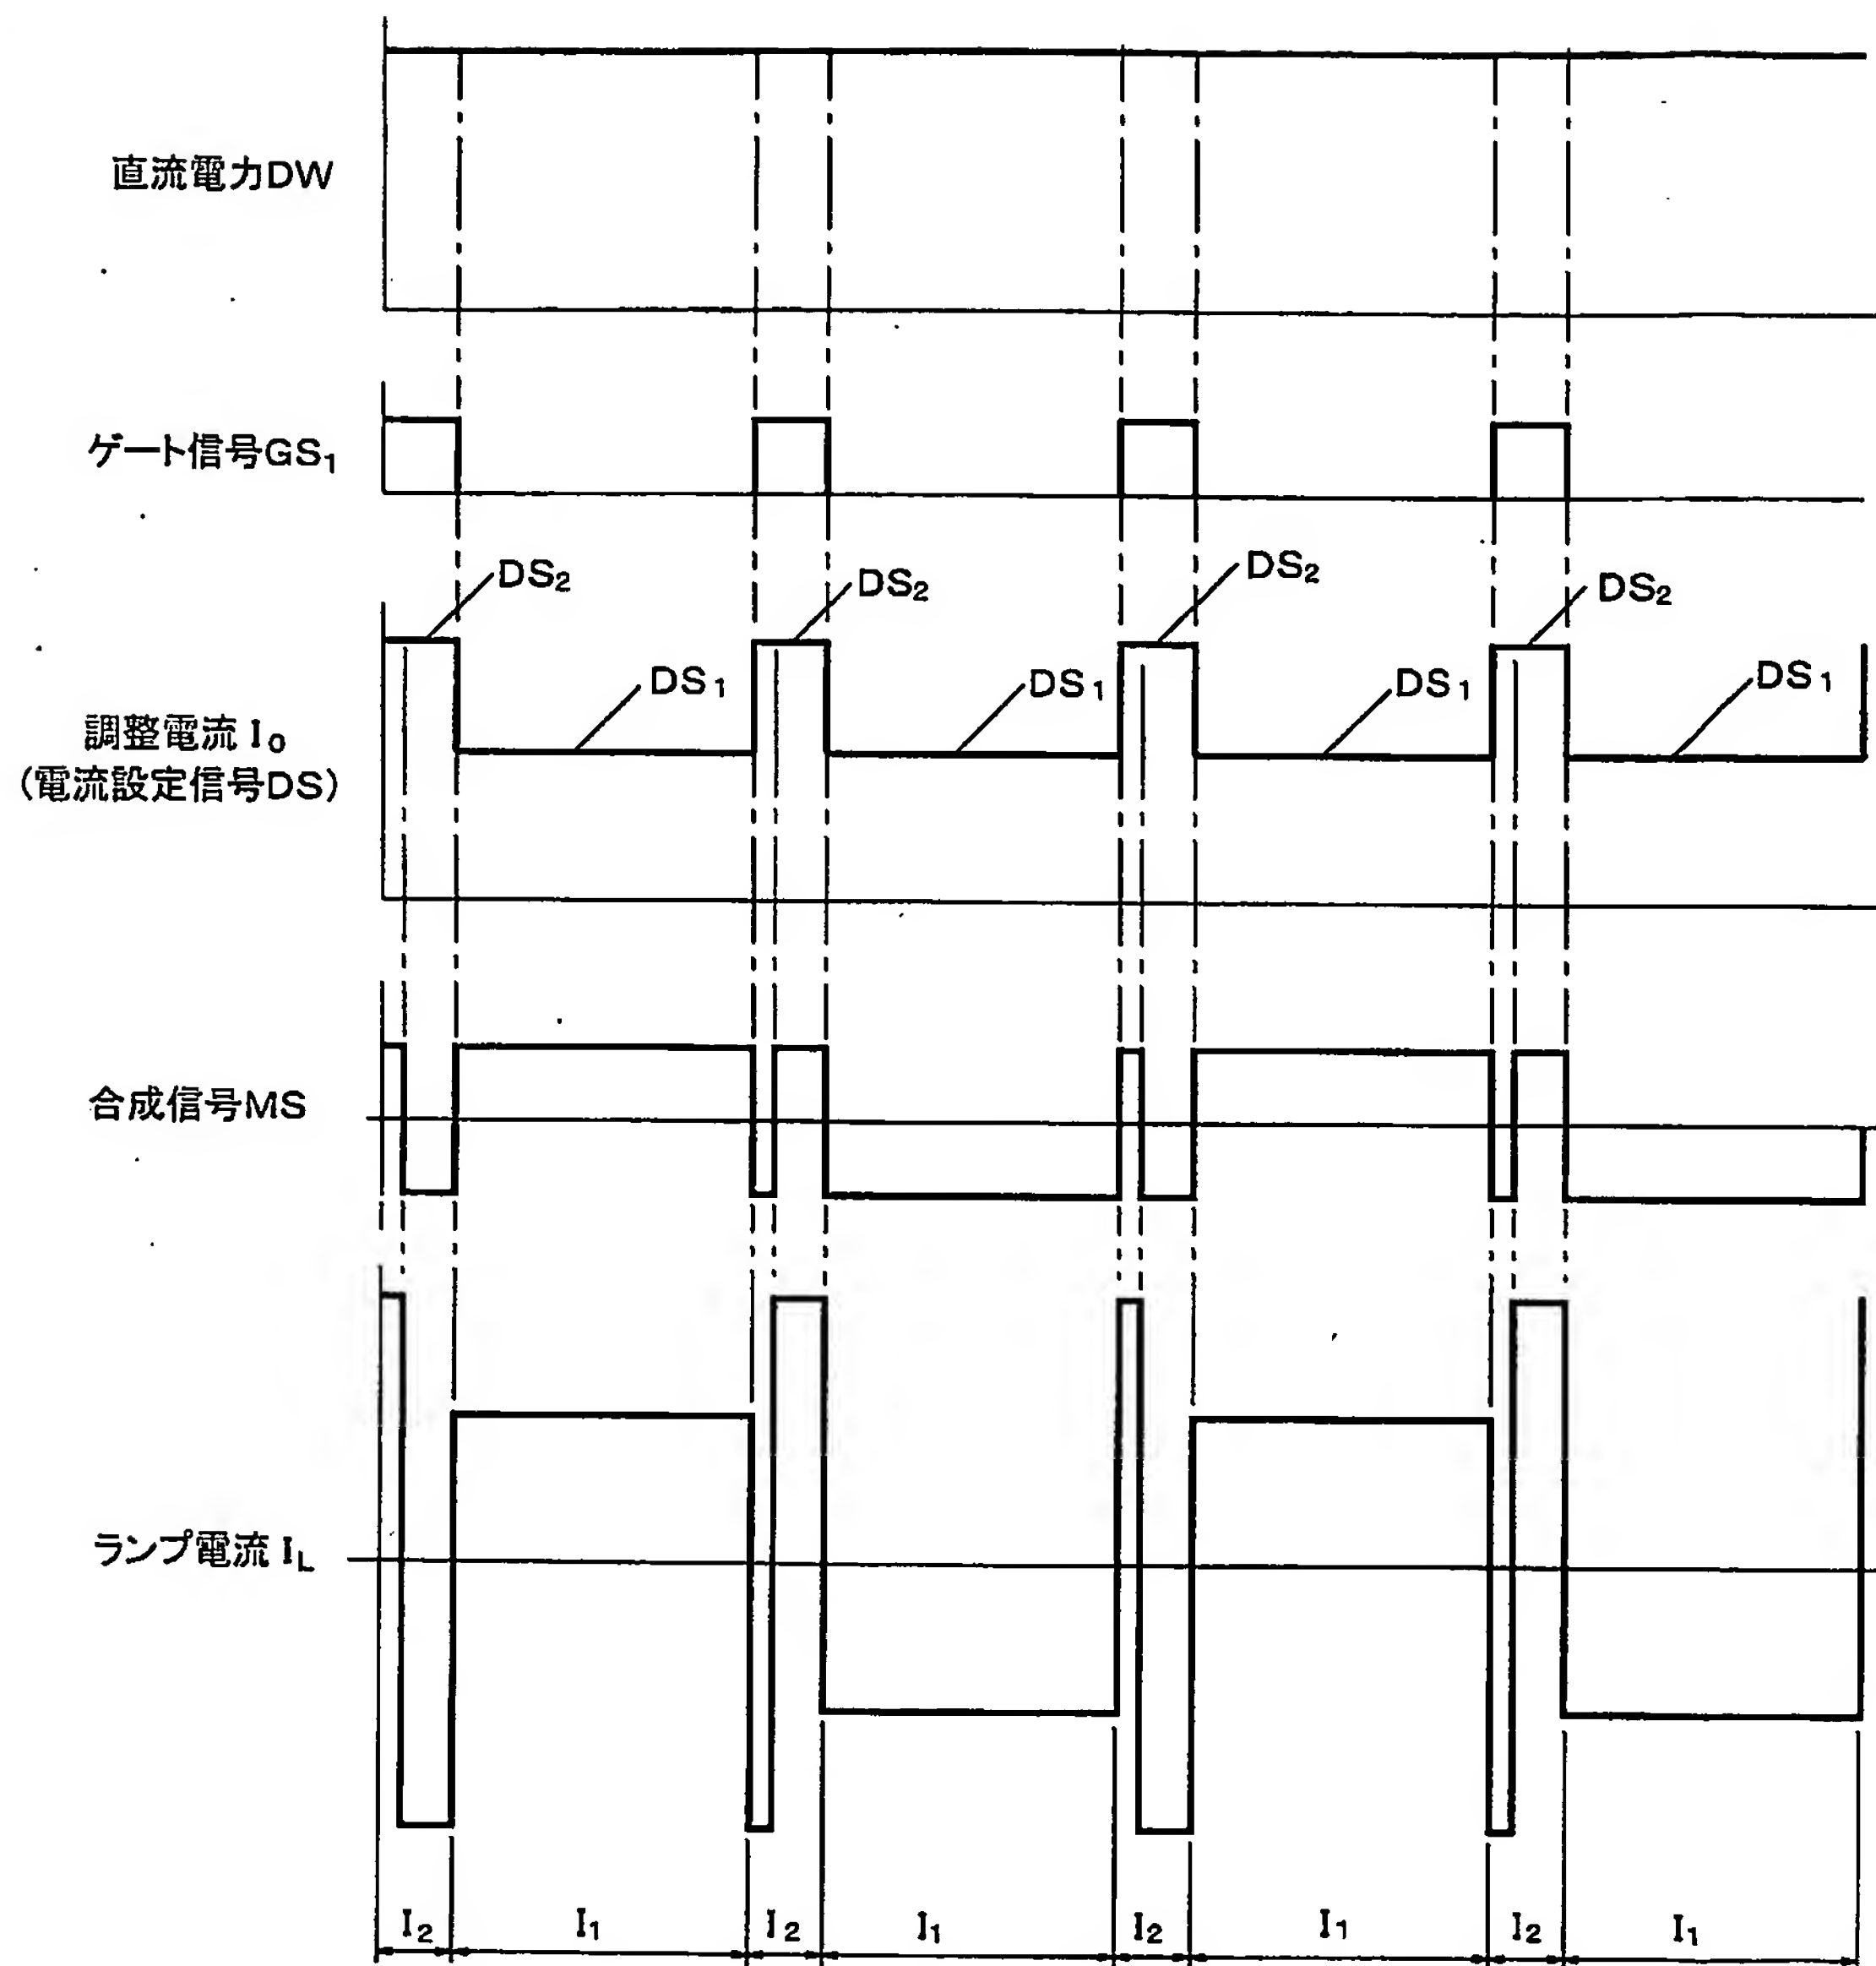 直流電力DW
ゲート信号GS₁
DS₂
DS₂
DS₂
DS₂
DS₁
DS₁
DS₁
DS₁
調整電流 I₀
(電流設定信号DS)
合成信号MS
ランプ電流 I_L
I₂ I₁ I₂ I₁ I₂ I₁ I₂ I₁